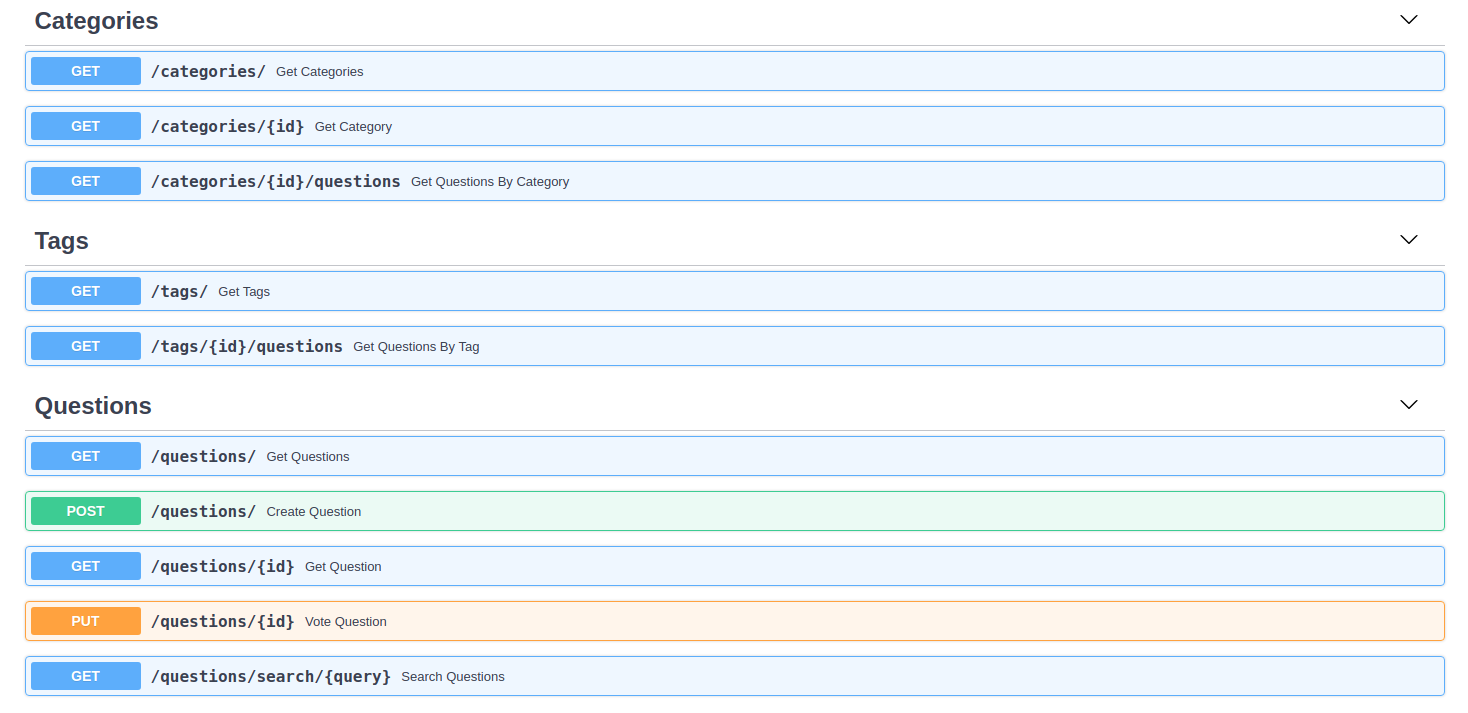 Categories
GET /categories/ Get Categories
GET /categories/{id} Get Category
GET /categories/{id}/questions Get Questions By Category
Tags
GET /tags/ Get Tags
GET /tags/{id}/questions Get Questions By Tag
Questions
GET /questions/ Get Questions
POST /questions/ Create Question
GET /questions/{id} Get Question
PUT /questions/{id} Vote Question
GET /questions/search/{query} Search Questions